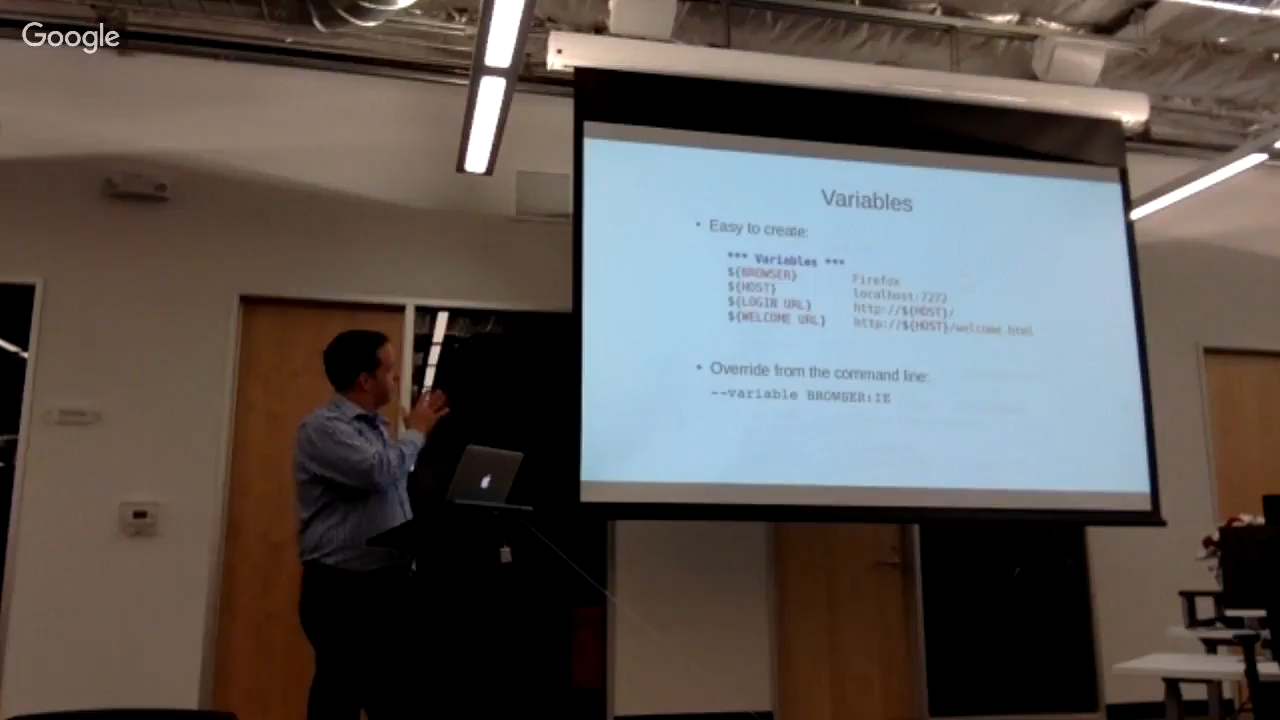 Google
Variables
• Easy to create:
*** Variables ***
${BROWSER} Firefox
${HOST} localhost:7272
${LOGIN URL} http://${HOST}/
${WELCOME URL} http://${HOST}/welcome.html
• Override from the command line:
--variable BROWSER:IE